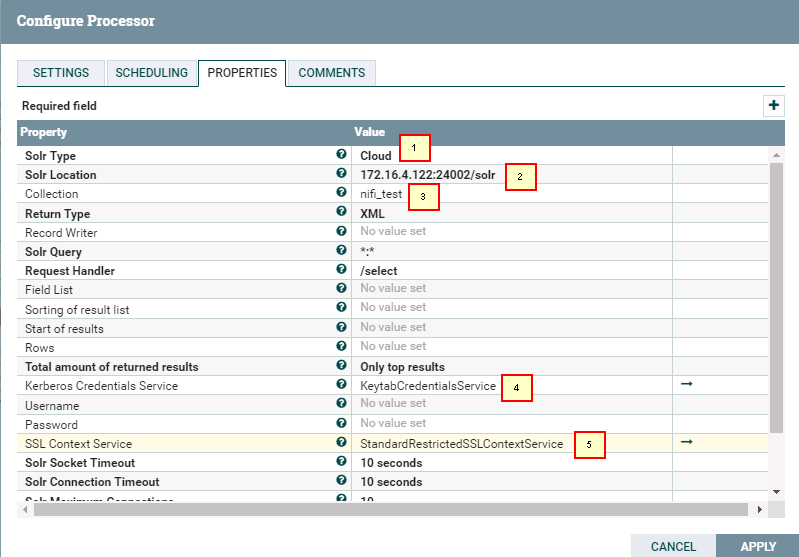 Configure Processor
SETTINGS SCHEDULING PROPERTIES COMMENTS
Required field
Property Value
Solr Type Cloud 1
Solr Location 172.16.4.122:24002/solr 2
Collection nifi_test 3
Return Type XML
Record Writer No value set
Solr Query *:*
Request Handler /select
Field List No value set
Sorting of result list No value set
Start of results No value set
Rows No value set
Total amount of returned results Only top results
Kerberos Credentials Service KeytabCredentialsService 4
Username No value set
Password No value set
SSL Context Service StandardRestrictedSSLContextService 5
Solr Socket Timeout 10 seconds
Solr Connection Timeout 10 seconds
Solr Maximum Connections 10
CANCEL APPLY